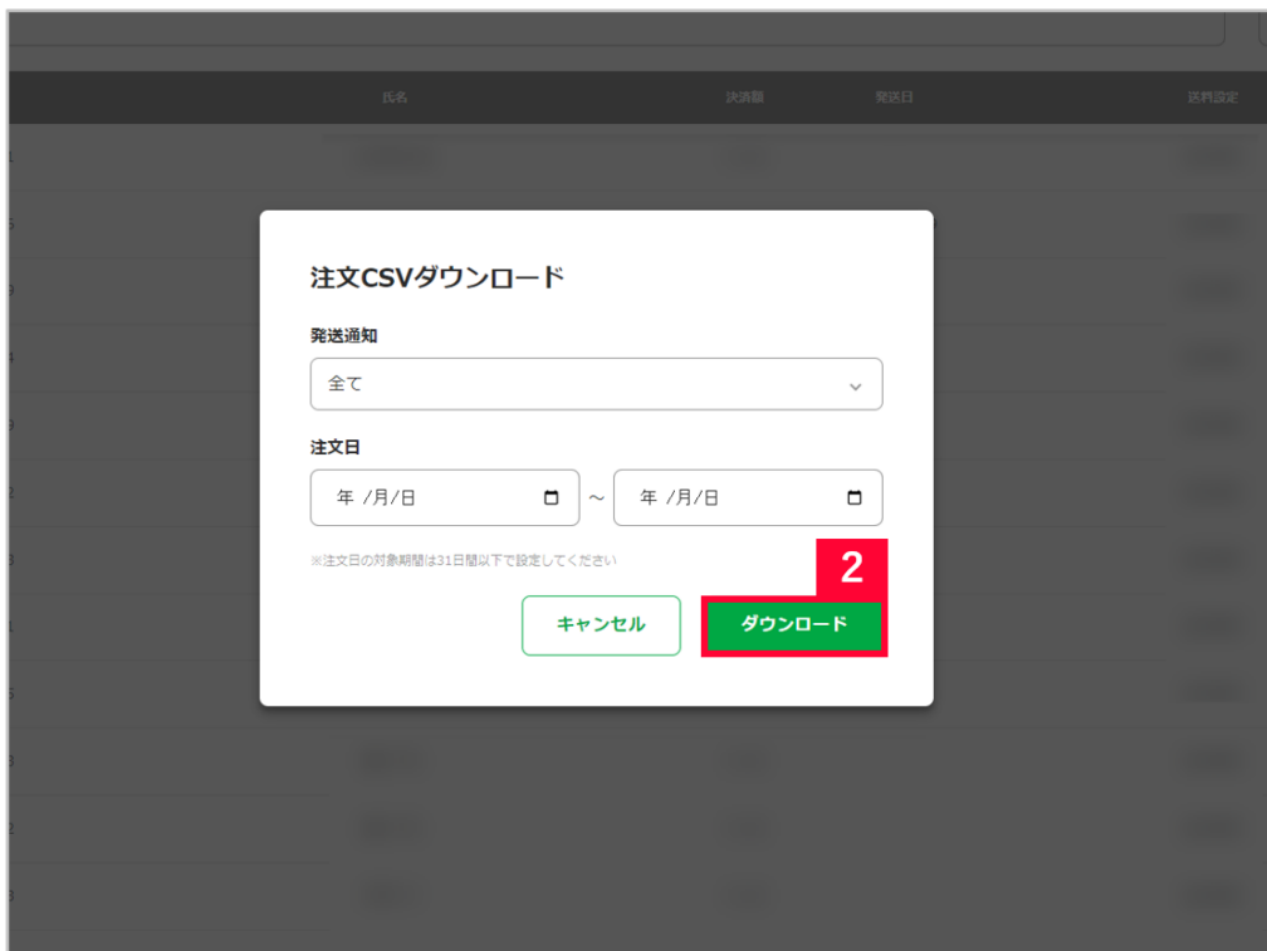 氏名 決済額 発送日 送料設定
注文CSVダウンロード
発送通知
全て
注文日
年 /月/日 ～ 年 /月/日
※注文日の対象期間は31日間以下で設定してください
2
キャンセル ダウンロード